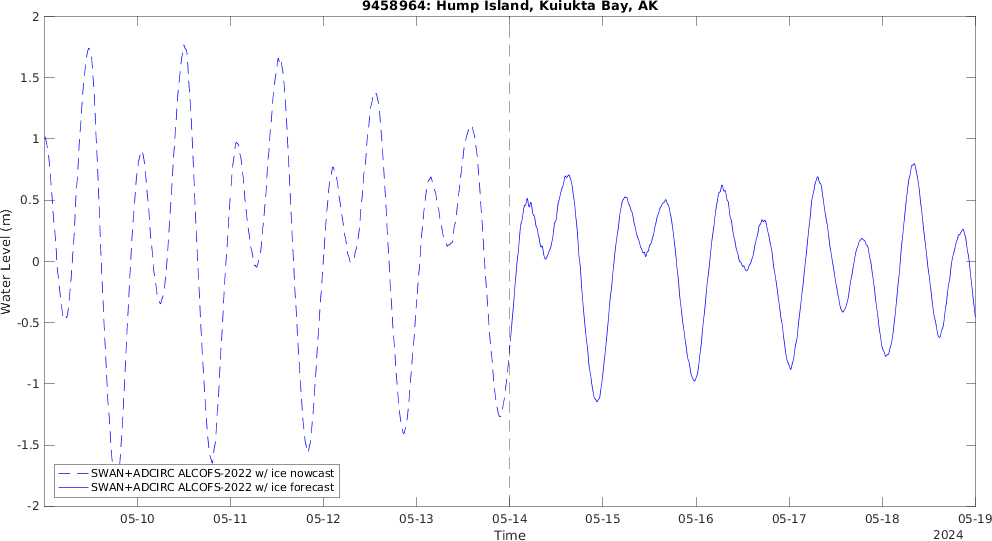 9458964: Hump Island, Kuiukta Bay, AK
2
1.5
1
0.5
0
-0.5
-1
-1.5
-2
Water Level (m)
SWAN+ADCIRC ALCOFS-2022 w/ ice nowcast
SWAN+ADCIRC ALCOFS-2022 w/ ice forecast
05-10 05-11 05-12 05-13 05-14 05-15 05-16 05-17 05-18 05-19
Time
2024